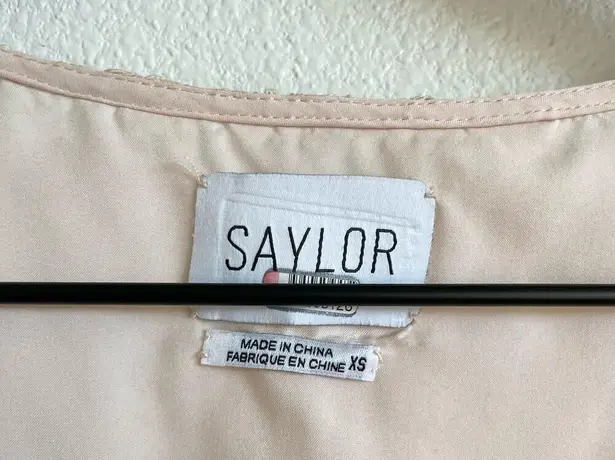 SAYLOR
MADE IN CHINA
FABRIQUE EN CHINE XS